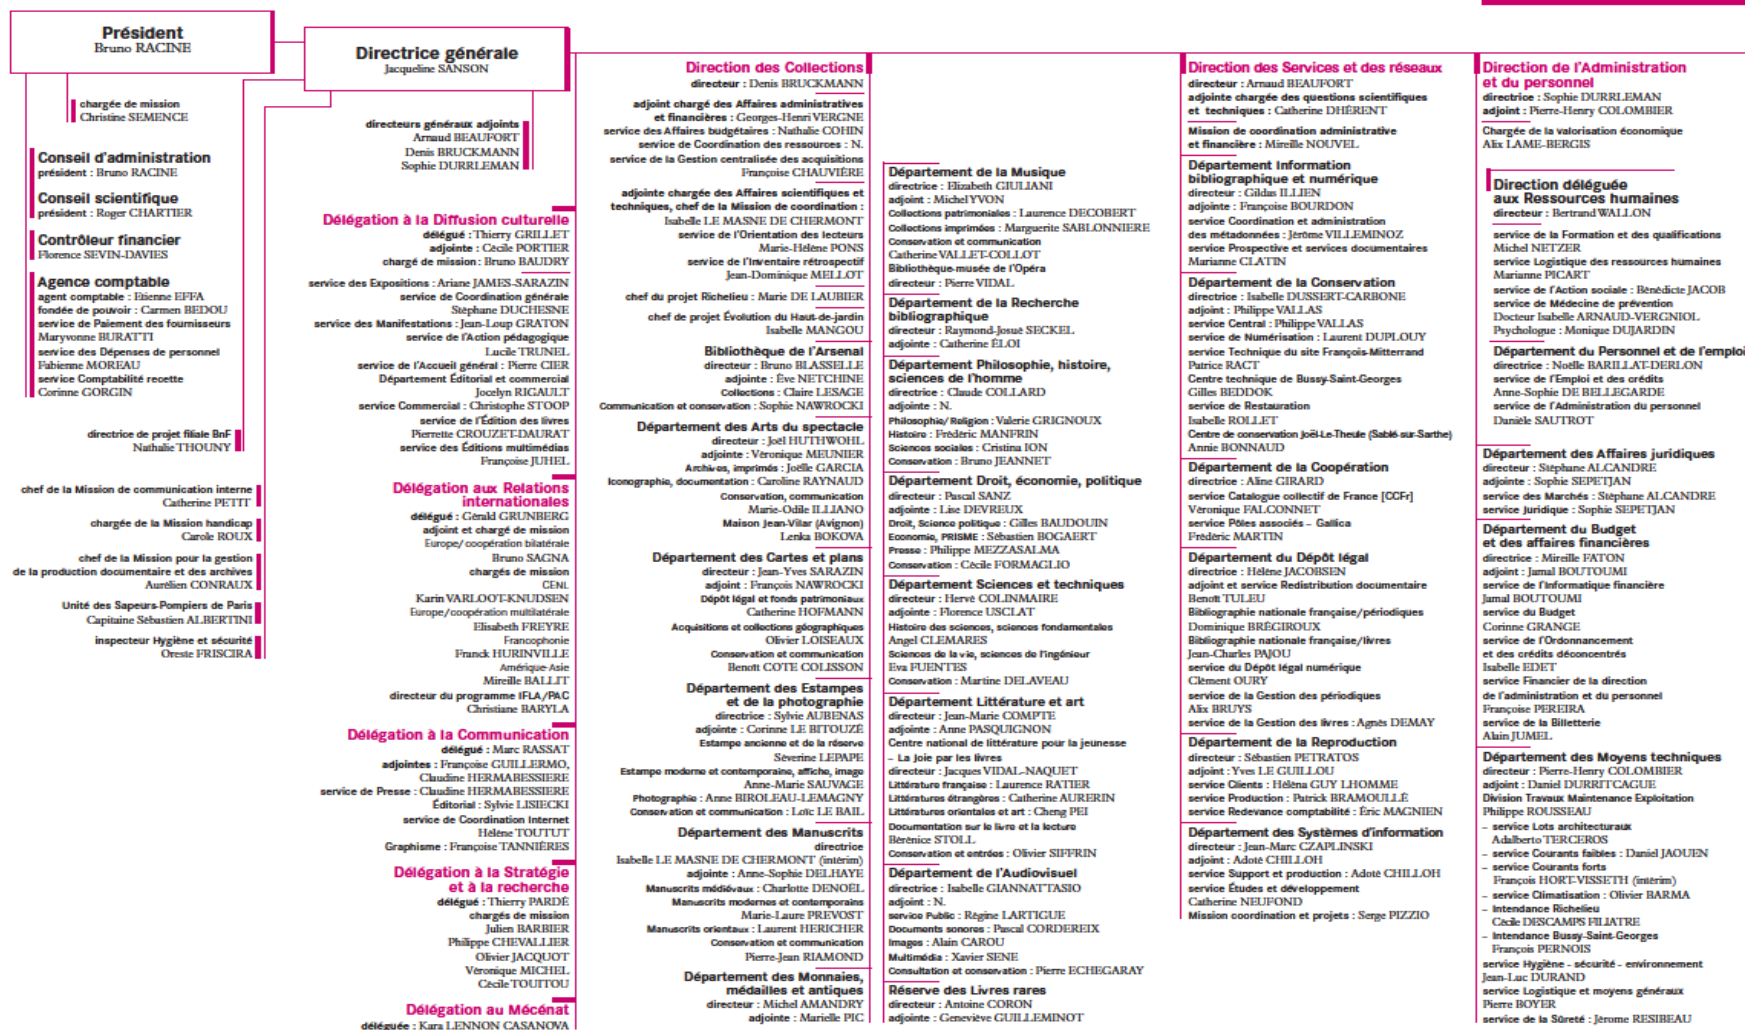 Président
Bruno RACINE
chargée de mission
Christine SEMENCE
Conseil d'administration
président : Bruno RACINE
Conseil scientifique
président : Roger CHARTIER
Contrôleur financier
Florence SEVIN-DAVIES
Agence comptable
agent comptable : Etienne EFFA
fondée de pouvoir : Carmen BEDOU
service de Paiement des fournisseurs
Maryvonne BURATTI
service des Dépenses de personnel
Fabienne MOREAU
service Comptabilité recette
Corinne GORGIN
directrice de projet filiale BnF
Nathalie THOUNY
chef de la Mission de communication interne
Catherine PETIT
chargée de la Mission handicap
Carole ROUX
chef de la Mission pour la gestion
de la production documentaire et des archives
Aurélien CONRAUX
Unité des Sapeurs-Pompiers de Paris
Capitaine Sébastien ALBERTINI
inspecteur Hygiène et sécurité
Oreste FRISCIRA
Directrice générale
Jacqueline SANSON
directeurs généraux adjoints
Arnaud BEAUFORT
Denis BRUCKMANN
Sophie DURRLEMAN
Délégation à la Diffusion culturelle
délégué : Thierry GRILLET
adjointe : Cécile PORTIER
chargé de mission : Bruno BAUDRY
service des Expositions : Ariane JAMES-SARAZIN
service de Coordination générale
Stéphane DUCHESNE
service des Manifestations : Jean-Loup GRATON
service de l'Action pédagogique
Lucile TRUNEL
service de l'Accueil général : Pierre CIER
Département Éditorial et commercial
Jocelyn RIGAULT
service Commercial : Christophe STOOP
service de l'Édition des livres
Pierrette CROUZET-DAURAT
service des Éditions multimédias
Françoise JUHEL
Délégation aux Relations
internationales
délégué : Gérald GRUNBERG
adjoint et chargé de mission
Europe/ coopération bilatérale
Bruno SAGNA
chargés de mission
CENL
Karin VARLOOT-KNUDSEN
Europe/coopération multilatérale
Elisabeth FREYRE
Francophonie
Franck HURINVILLE
Amérique-Asie
Mireille BALLIT
directeur du programme IFLA/PAC
Christiane BARYLA
Délégation à la Communication
délégué : Marc RASSAT
adjointes : Françoise GUILLERMO,
Claudine HERMABESSIERE
service de Presse : Claudine HERMABESSIERE
Éditorial : Sylvie LISIECKI
service de Coordination Internet
Hélène TOUTUT
Graphisme : Françoise TANNIÈRES
Délégation à la Stratégie
et à la recherche
délégué : Thierry PARDÉ
chargés de mission
Julien BARBIER
Philippe CHEVALLIER
Olivier JACQUOT
Véronique MICHEL
Cécile TOUITOU
Délégation au Mécénat
déléguée : Kara LENNON CASANOVA
Direction des Collections
directeur : Denis BRUCKMANN
adjoint chargé des Affaires administratives
et financières : Georges-Henri VERGNE
service des Affaires budgétaires : Nathalie COHIN
service de Coordination des ressources : N.
service de la Gestion centralisée des acquisitions
Françoise CHAUVIÈRE
adjointe chargée des Affaires scientifiques et
techniques, chef de la Mission de coordination :
Isabelle LE MASNE DE CHERMONT
service de l'Orientation des lecteurs
Marie-Hélène PONS
service de l'Inventaire rétrospectif
Jean-Dominique MELLOT
chef du projet Richelieu : Marie DE LAUBIER
chef de projet Évolution du Haut-de-jardin
Isabelle MANGOU
Bibliothèque de l'Arsenal
directeur : Bruno BLASSELLE
adjointe : Ève NETCHINE
Collections : Claire LESAGE
Communication et conservation : Sophie NAWROCKI
Département des Arts du spectacle
directeur : Joël HUTHWOHL
adjointe : Véronique MEUNIER
Archives, imprimés : Joëlle GARCIA
Iconographie, documentation : Caroline RAYNAUD
Conservation, communication
Marie-Odile ILLIANO
Maison Jean-Vilar (Avignon)
Lenka BOKOVA
Département des Cartes et plans
directeur : Jean-Yves SARAZIN
adjoint : François NAWROCKI
Dépôt légal et fonds patrimoniaux
Catherine HOFMANN
Acquisitions et collections géographiques
Olivier LOISEAUX
Conservation et communication
Benoît COTE COLISSON
Département des Estampes
et de la photographie
directrice : Sylvie AUBENAS
adjointe : Corinne LE BITOUZÉ
Estampe ancienne et de la réserve
Séverine LEPAPE
Estampe moderne et contemporaine, affiche, image
Anne-Marie SAUVAGE
Photographie : Anne BIROLEAU-LEMAGNY
Conservation et communication : Loïc LE BAIL
Département des Manuscrits
directrice
Isabelle LE MASNE DE CHERMONT (intérim)
adjointe : Anne-Sophie DELHAYE
Manuscrits médiévaux : Charlotte DENOËL
Manuscrits modernes et contemporains
Marie-Laure PREVOST
Manuscrits orientaux : Laurent HERICHER
Conservation et communication
Pierre-Jean RIAMOND
Département des Monnaies,
médailles et antiques
directeur : Michel AMANDRY
adjointe : Marielle PIC
Département de la Musique
directrice : Elizabeth GIULIANI
adjoint : Michel YVON
Collections patrimoniales : Laurence DECOBERT
Collections imprimées : Marguerite SABLONNIERE
Conservation et communication
Catherine VALLET-COLLOT
Bibliothèque-musée de l'Opéra
directeur : Pierre VIDAL
Département de la Recherche
bibliographique
directeur : Raymond-Josué SECKEL
adjointe : Catherine ÉLOI
Département Philosophie, histoire,
sciences de l'homme
directrice : Claude COLLARD
adjointe : N.
Philosophie/ Religion : Valerie GRIGNOUX
Histoire : Frédéric MANFRIN
Sciences sociales : Cristina ION
Conservation : Bruno JEANNET
Département Droit, économie, politique
directeur : Pascal SANZ
adjointe : Lise DEVREUX
Droit, Science politique : Gilles BAUDOUIN
Economie, PRISME : Sébastien BOGAERT
Presse : Philippe MEZZASALMA
Conservation : Cécile FORMAGLIO
Département Sciences et techniques
directeur : Hervé COLINMAIRE
adjointe : Florence USCLAT
Histoire des sciences, sciences fondamentales
Angel CLEMARES
Sciences de la vie, sciences de l'ingénieur
Eva FUENTES
Conservation : Martine DELAVEAU
Département Littérature et art
directeur : Jean-Marie COMPTE
adjointe : Anne PASQUIGNON
Centre national de littérature pour la jeunesse
– La Joie par les livres
directeur : Jacques VIDAL-NAQUET
Littérature française : Laurence RATIER
Littératures étrangères : Catherine AURERIN
Littératures orientales et art : Cheng PEI
Documentation sur le livre et la lecture
Bérénice STOLL
Conservation et entrées : Olivier SIFFRIN
Département de l'Audiovisuel
directrice : Isabelle GIANNATTASIO
adjoint : N.
service Public : Régine LARTIGUE
Documents sonores : Pascal CORDEREIX
Images : Alain CAROU
Multimédia : Xavier SENE
Consultation et conservation : Pierre ECHEGARAY
Réserve des Livres rares
directeur : Antoine CORON
adjointe : Geneviève GUILLEMINOT
Direction des Services et des réseaux
directeur : Arnaud BEAUFORT
adjointe chargée des questions scientifiques
et techniques : Catherine DHÉRENT
Mission de coordination administrative
et financière : Mireille NOUVEL
Département Information
bibliographique et numérique
directeur : Gildas ILLIEN
adjointe : Françoise BOURDON
service Coordination et administration
des métadonnées : Jérôme VILLEMINOZ
service Prospective et services documentaires
Marianne CLATIN
Département de la Conservation
directrice : Isabelle DUSSERT-CARBONE
adjoint : Philippe VALLAS
service Central : Philippe VALLAS
service de Numérisation : Laurent DUPLOUY
service Technique du site François-Mitterrand
Patrice RACT
Centre technique de Bussy-Saint-Georges
Gilles BEDDOK
service de Restauration
Isabelle ROLLET
Centre de conservation Joël-Le-Theule (Sablé-sur-Sarthe)
Annie BONNAUD
Département de la Coopération
directrice : Aline GIRARD
service Catalogue collectif de France [CCFr]
Véronique FALCONNET
service Pôles associés – Gallica
Frédéric MARTIN
Département du Dépôt légal
directrice : Hélène JACOBSEN
adjoint et service Redistribution documentaire
Benoît TULEU
Bibliographie nationale française/périodiques
Dominique BRÉGIROUX
Bibliographie nationale française/livres
Jean-Charles PAJOU
service du Dépôt légal numérique
Clément OURY
service de la Gestion des périodiques
Alix BRUYS
service de la Gestion des livres : Agnès DEMAY
Département de la Reproduction
directeur : Sébastien PETRATOS
adjoint : Yves LE GUILLOU
service Clients : Héléna GUY LHOMME
service Production : Patrick BRAMOULLÉ
service Redevance comptabilité : Éric MAGNIEN
Département des Systèmes d'information
directeur : Jean-Marc CZAPLINSKI
adjoint : Adoté CHILLOH
service Support et production : Adoté CHILLOH
service Études et développement
Catherine NEUFOND
Mission coordination et projets : Serge PIZZIO
Direction de l'Administration
et du personnel
directrice : Sophie DURRLEMAN
adjoint : Pierre-Henry COLOMBIER
Chargée de la valorisation économique
Alix LAME-BERGIS
Direction déléguée
aux Ressources humaines
directeur : Bertrand WALLON
service de la Formation et des qualifications
Michel NETZER
service Logistique des ressources humaines
Marianne PICART
service de l'Action sociale : Bénédicte JACOB
service de Médecine de prévention
Docteur Isabelle ARNAUD-VERGNIOL
Psychologue : Monique DUJARDIN
Département du Personnel et de l'emploi
directrice : Noëlle BARILLAT-DERLON
service de l'Emploi et des crédits
Anne-Sophie DE BELLEGARDE
service de l'Administration du personnel
Danièle SAUTROT
Département des Affaires juridiques
directeur : Stéphane ALCANDRE
adjointe : Sophie SEPETJAN
service des Marchés : Stéphane ALCANDRE
service Juridique : Sophie SEPETJAN
Département du Budget
et des affaires financières
directrice : Mireille FATON
adjoint : Jamal BOUTOUMI
service de l'Informatique financière
Jamal BOUTOUMI
service du Budget
Corinne GRANGE
service de l'Ordonnancement
et des crédits déconcentrés
Isabelle EDET
service Financier de la direction
de l'administration et du personnel
Françoise PEREIRA
service de la Billetterie
Alain JUMEL
Département des Moyens techniques
directeur : Pierre-Henry COLOMBIER
adjoint : Daniel DURRITCAGUE
Division Travaux Maintenance Exploitation
Philippe ROUSSEAU
– service Lots architecturaux
Adalberto TERCEROS
– service Courants faibles : Daniel JAOUEN
– service Courants forts
François HORT-VISSETH (intérim)
– service Climatisation : Olivier BARMA
– Intendance Richelieu
Cécile DESCAMPS FILIATRE
– Intendance Bussy-Saint-Georges
François PERNOIS
service Hygiène - sécurité - environnement
Jean-Luc DURAND
service Logistique et moyens généraux
Pierre BOYER
service de la Sûreté : Jérome RESIBEAU